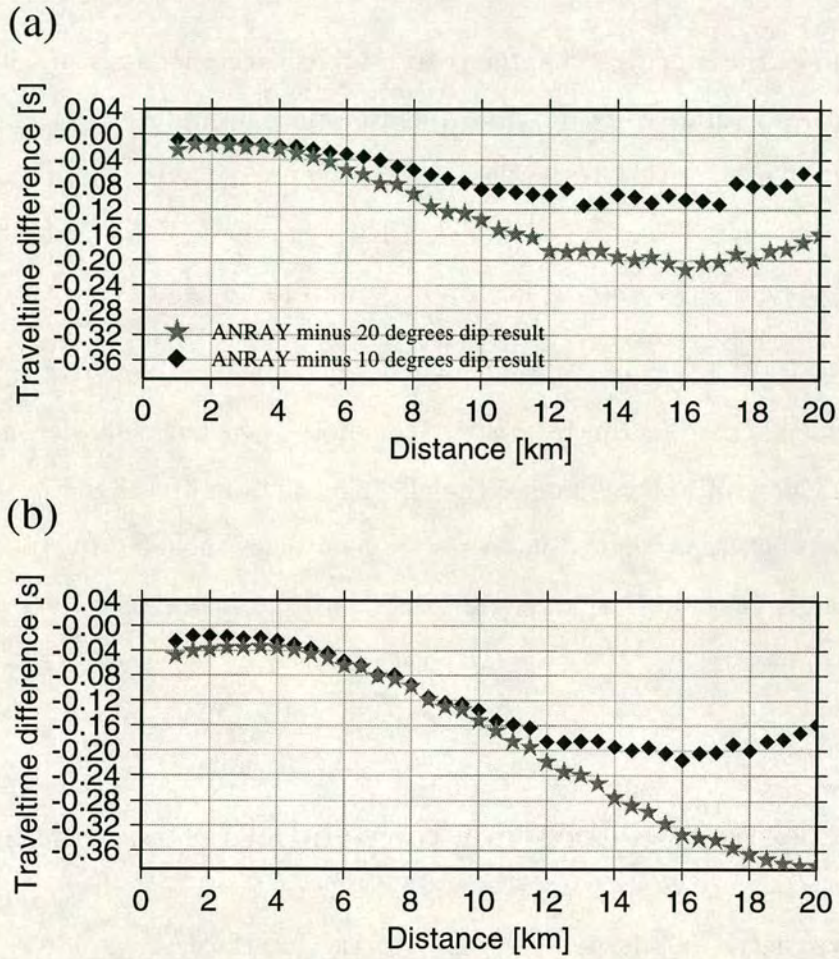 (a)
Traveltime difference [s]
0.04
-0.00
-0.04
-0.08
-0.12
-0.16
-0.20
-0.24
-0.28
-0.32
-0.36
ANRAY minus 20 degrees dip result
ANRAY minus 10 degrees dip result
0 2 4 6 8 10 12 14 16 18 20
Distance [km]
(b)
Traveltime difference [s]
0.04
-0.00
-0.04
-0.08
-0.12
-0.16
-0.20
-0.24
-0.28
-0.32
-0.36
0 2 4 6 8 10 12 14 16 18 20
Distance [km]